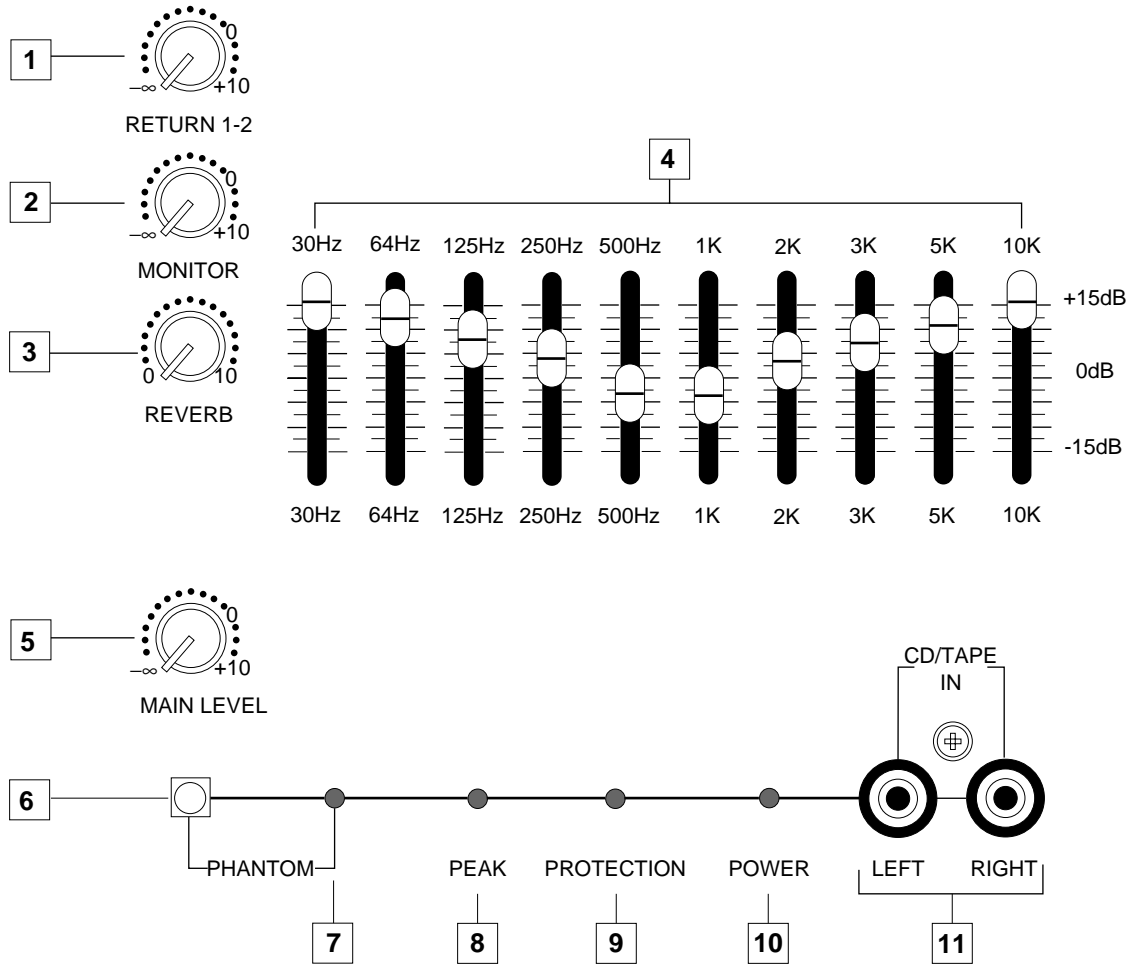 1
0
−∞
+10
RETURN 1-2
2
0
−∞
+10
MONITOR
3
0
10
REVERB
4
30Hz 64Hz 125Hz 250Hz 500Hz 1K 2K 3K 5K 10K
+15dB
0dB
-15dB
30Hz 64Hz 125Hz 250Hz 500Hz 1K 2K 3K 5K 10K
5
0
−∞
+10
MAIN LEVEL
CD/TAPE
IN
6
PHANTOM PEAK PROTECTION POWER LEFT RIGHT
7 8 9 10 11